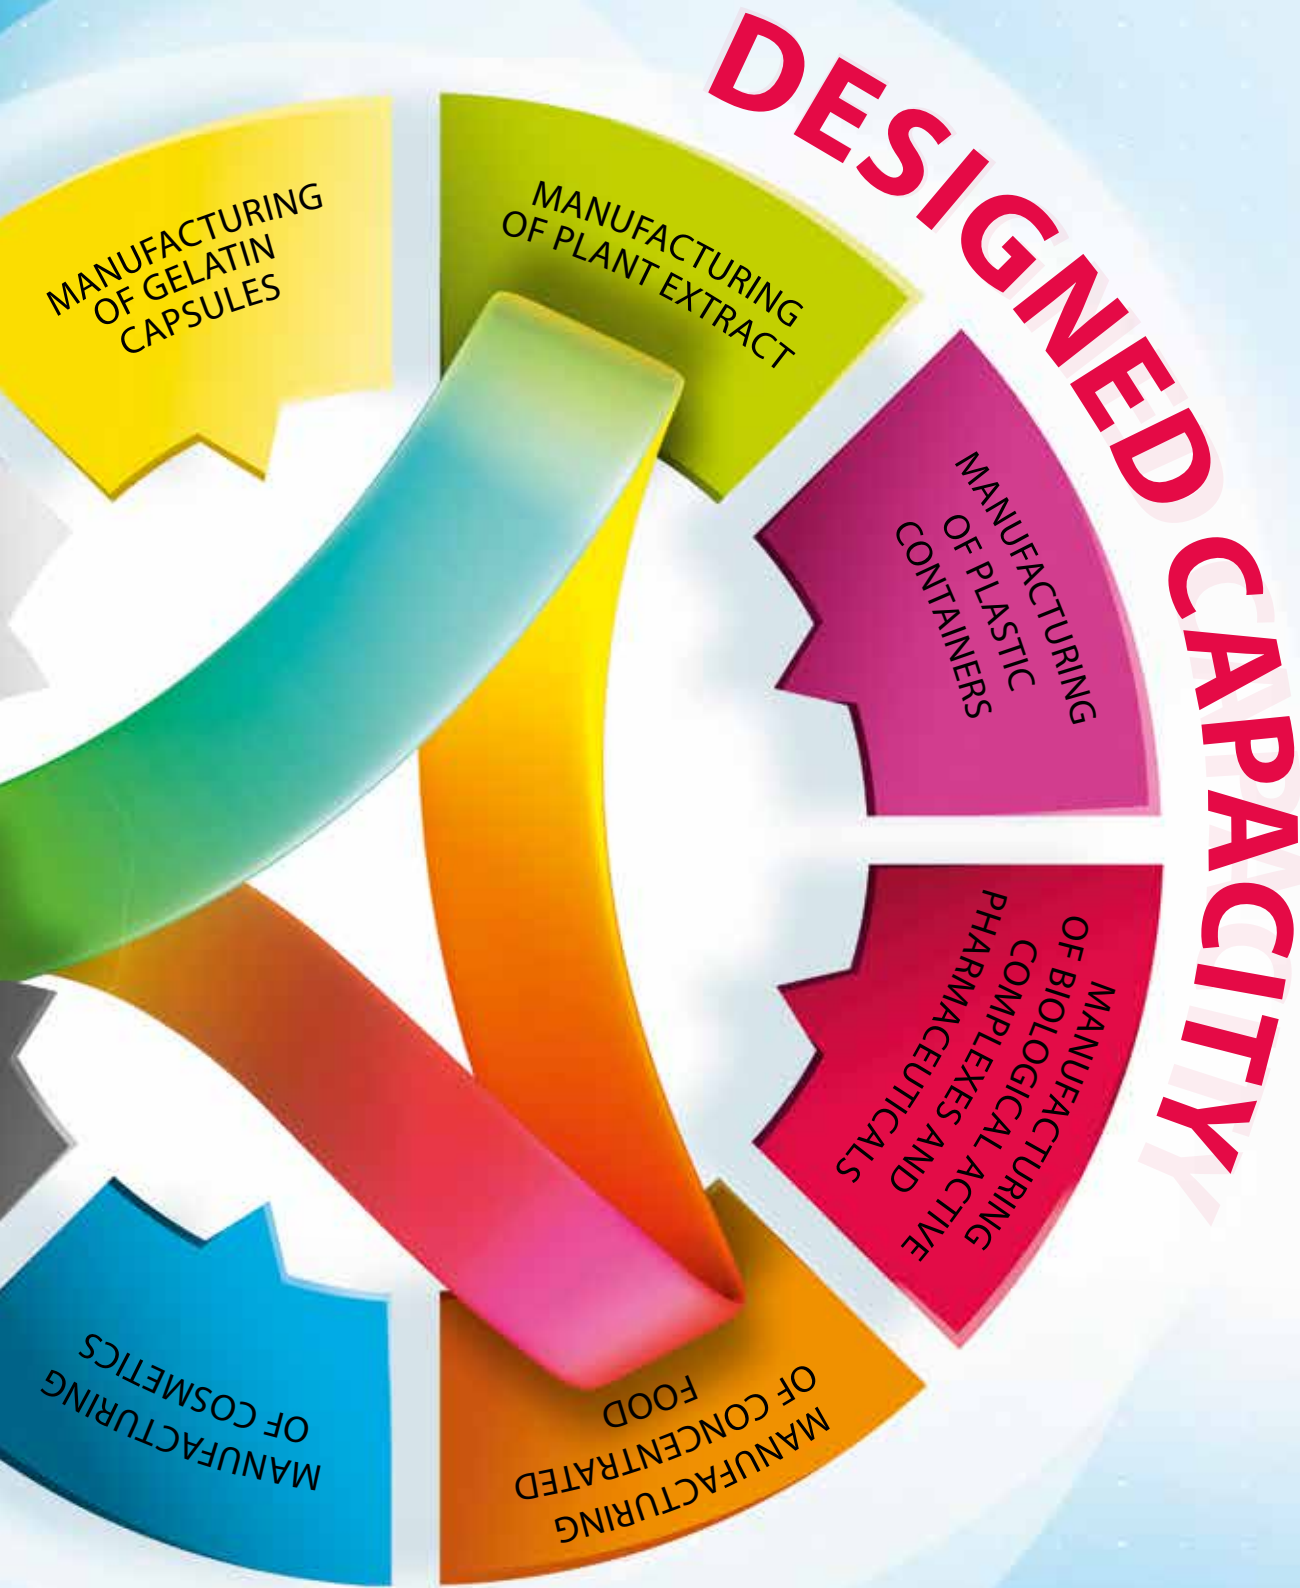 DESIGNED CAPACITY
MANUFACTURING
OF GELATIN
CAPSULES
MANUFACTURING
OF PLANT EXTRACT
MANUFACTURING
OF PLASTIC
CONTAINERS
MANUFACTURING
OF BIOLOGICAL ACTIVE
COMPLEXES AND
PHARMACEUTICALS
MANUFACTURING
OF CONCENTRATED
FOOD
MANUFACTURING
OF COSMETICS